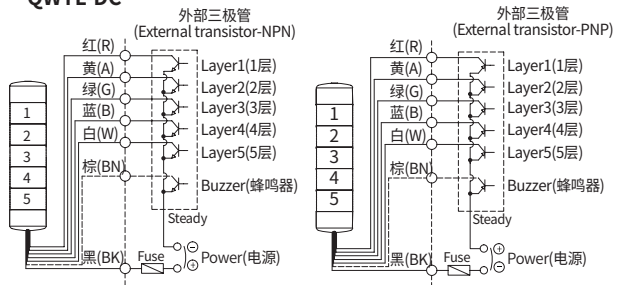 QWTL-DC
外部三极管
(External transistor-NPN)
红(R)
黄(A)
绿(G)
蓝(B)
白(W)
棕(BN)
黑(BK)
1
2
3
4
5
Layer1(1层)
Layer2(2层)
Layer3(3层)
Layer4(4层)
Layer5(5层)
Buzzer(蜂鸣器)
Steady
Fuse
Power(电源)
外部三极管
(External transistor-PNP)
红(R)
黄(A)
绿(G)
蓝(B)
白(W)
棕(BN)
黑(BK)
1
2
3
4
5
Layer1(1层)
Layer2(2层)
Layer3(3层)
Layer4(4层)
Layer5(5层)
Buzzer(蜂鸣器)
Steady
Fuse
Power(电源)